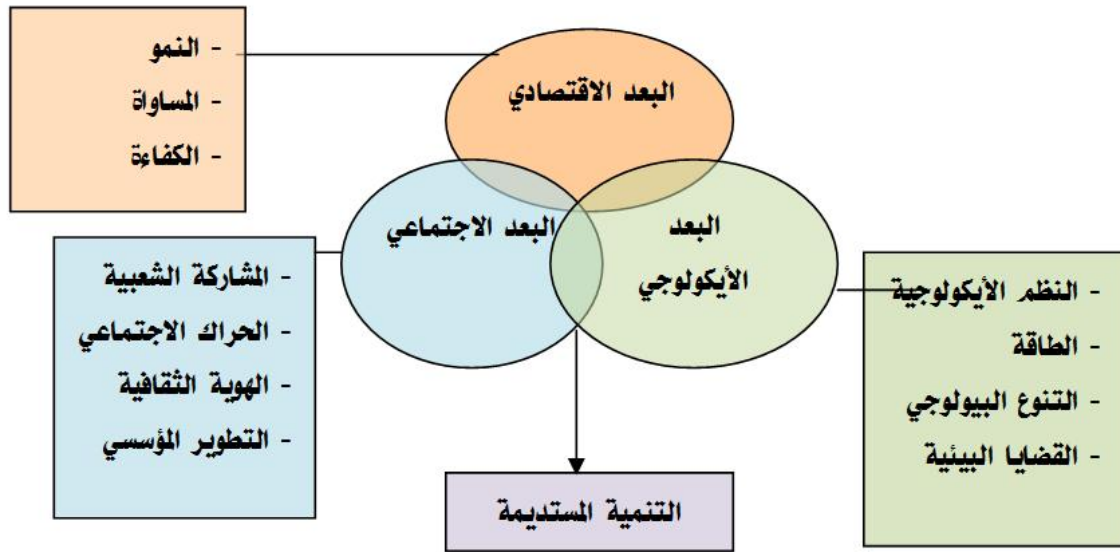 - النمو
- المساواة
- الكفاءة
البعد الاقتصادي
البعد الاجتماعي
البعد
الأيكولوجي
- المشاركة الشعبية
- الحراك الاجتماعي
- الهوية الثقافية
- التطوير المؤسسي
- النظم الأيكولوجية
- الطاقة
- التنوع البيولوجي
- القضايا البيئية
التنمية المستديمة